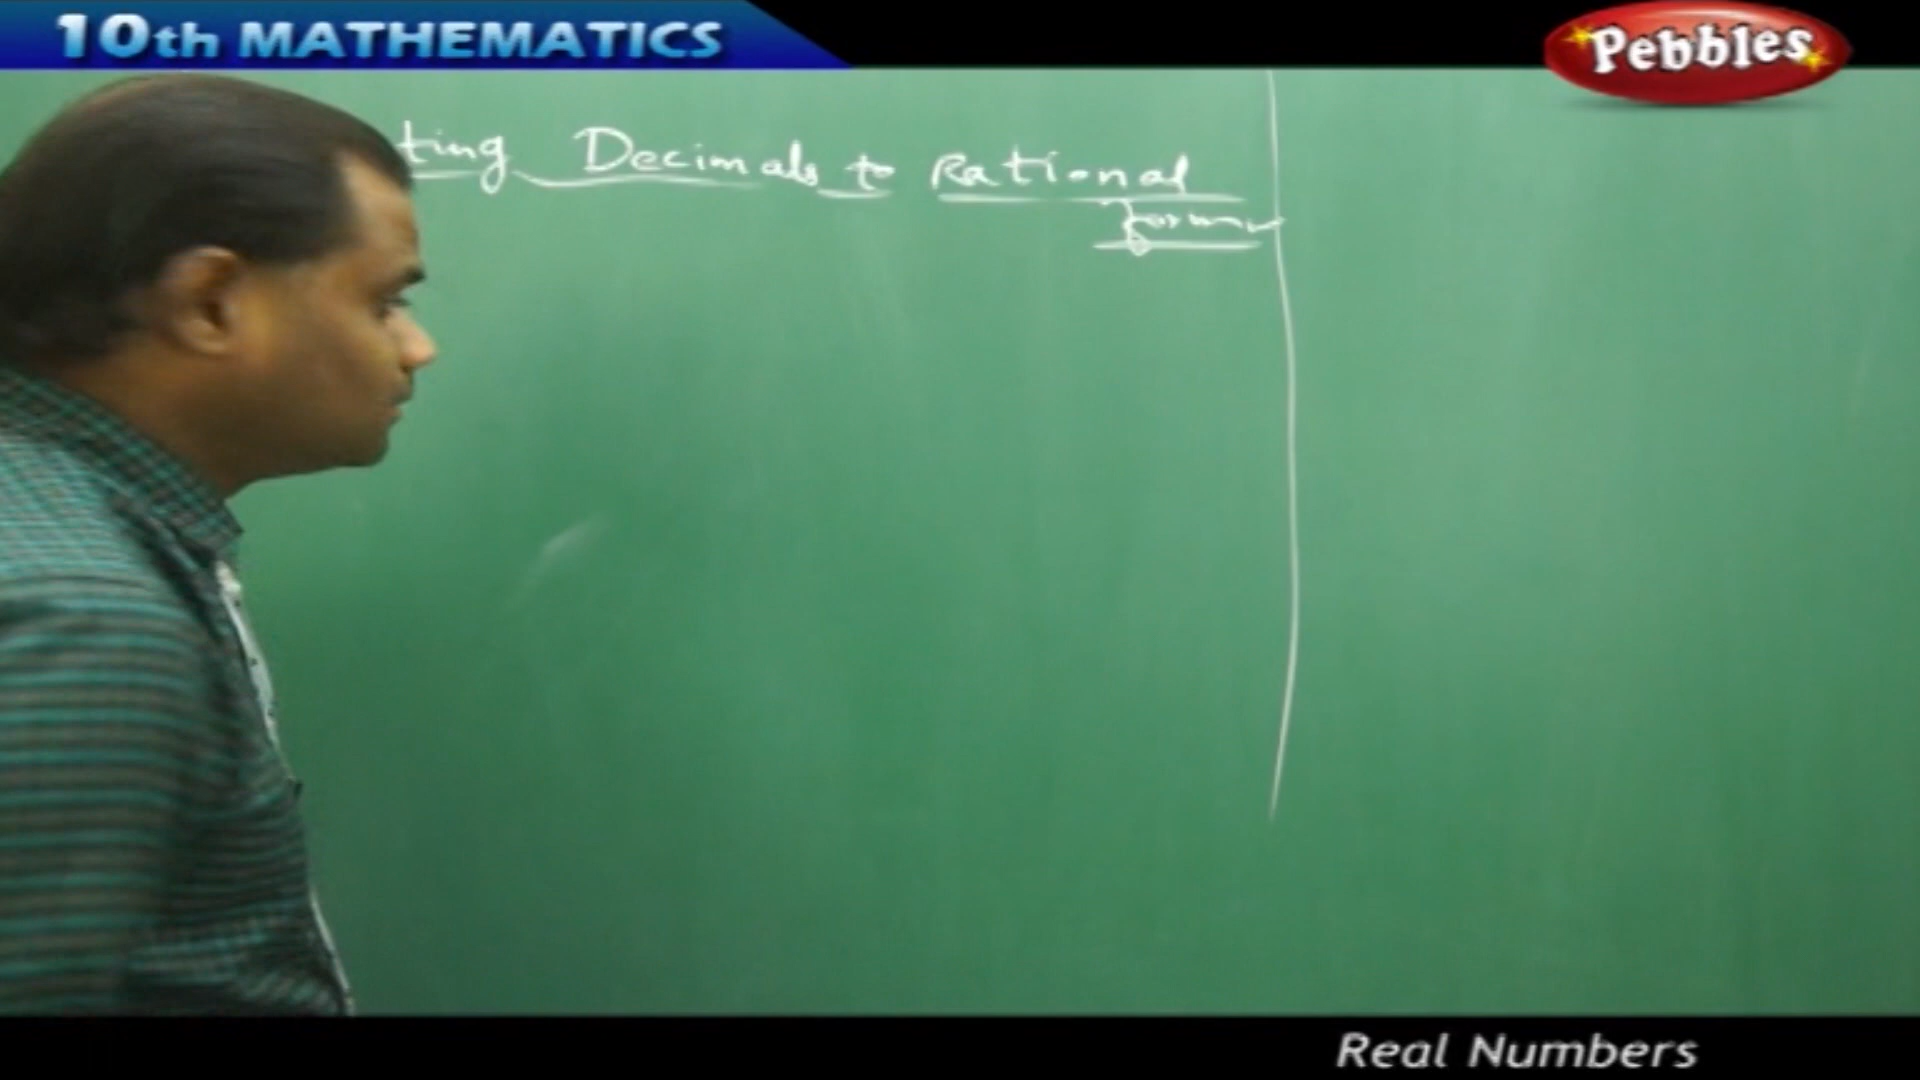 10th MATHEMATICS
Pebbles
ting Decimals to Rational
form
Real Numbers